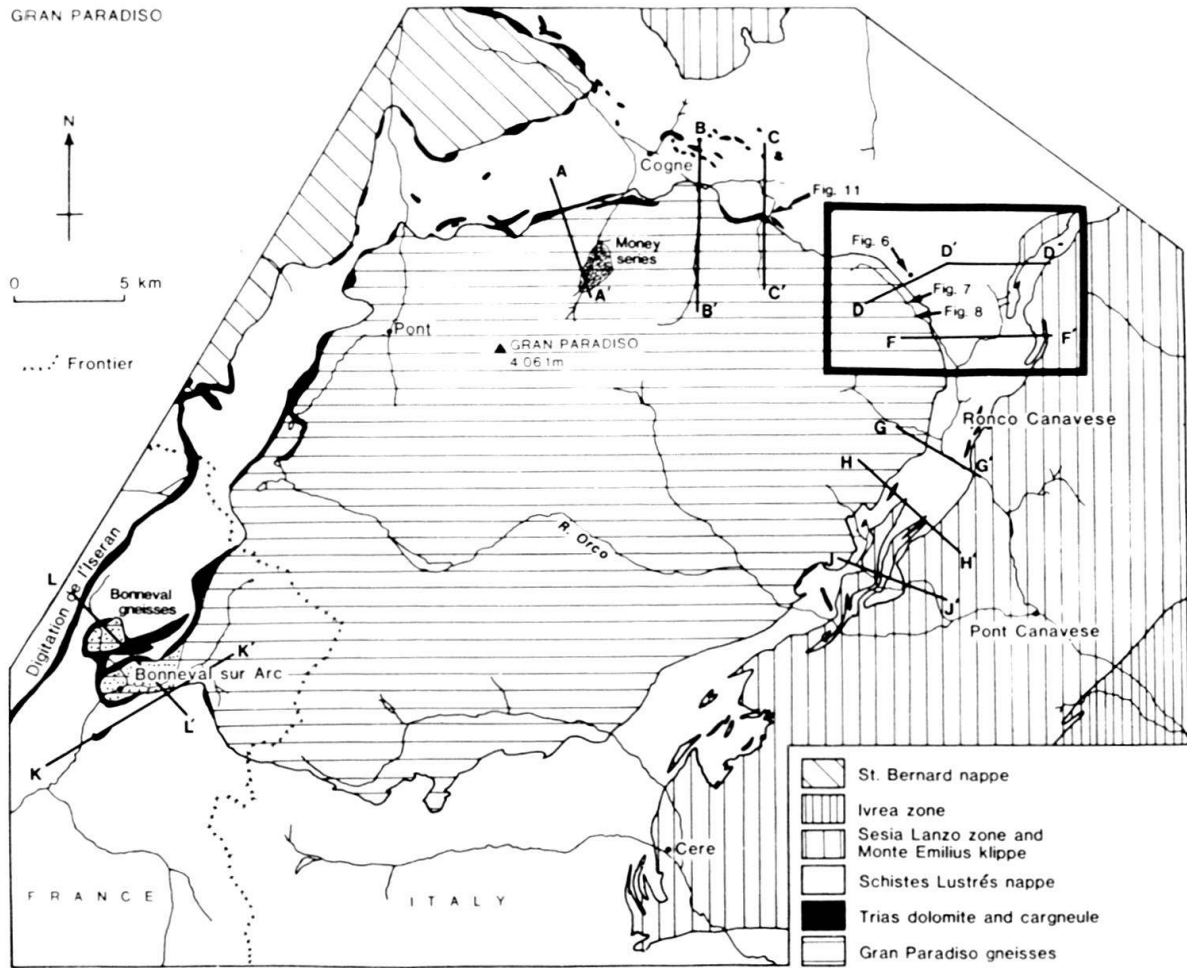 GRAN PARADISO
N
0 5 km
Frontier
A
A'
B
B'
C
C'
Cogne
Fig. 11
Money
series
Fig. 6
D'
D"
D
Fig. 7
Fig. 8
F
F'
Pont
GRAN PARADISO
4 061m
Ronco Canavese
G
G'
H
H'
R. Orco
J
J'
Pont Canavese
L
Digitation de l'Iseran
Bonneval
gneisses
K
Bonneval sur Arc
L'
K
Cere
FRANCE
ITALY
St. Bernard nappe
Ivrea zone
Sesia Lanzo zone and
Monte Emilius klippe
Schistes Lustrés nappe
Trias dolomite and cargneule
Gran Paradiso gneisses